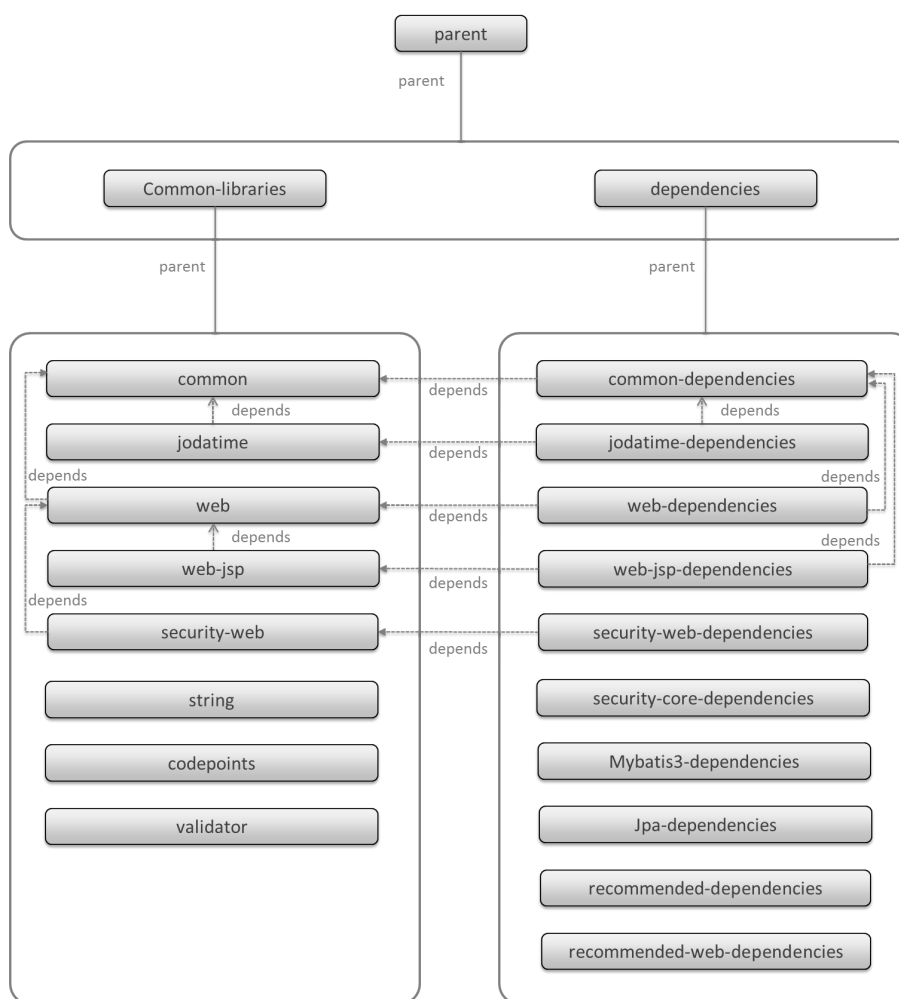 parent
parent
Common-libraries
dependencies
parent
parent
common
depends
common-dependencies
depends
depends
jodatime
depends
jodatime-dependencies
depends
depends
web
depends
web-dependencies
depends
depends
web-jsp
depends
web-jsp-dependencies
depends
security-web
depends
security-web-dependencies
string
security-core-dependencies
codepoints
Mybatis3-dependencies
validator
Jpa-dependencies
recommended-dependencies
recommended-web-dependencies